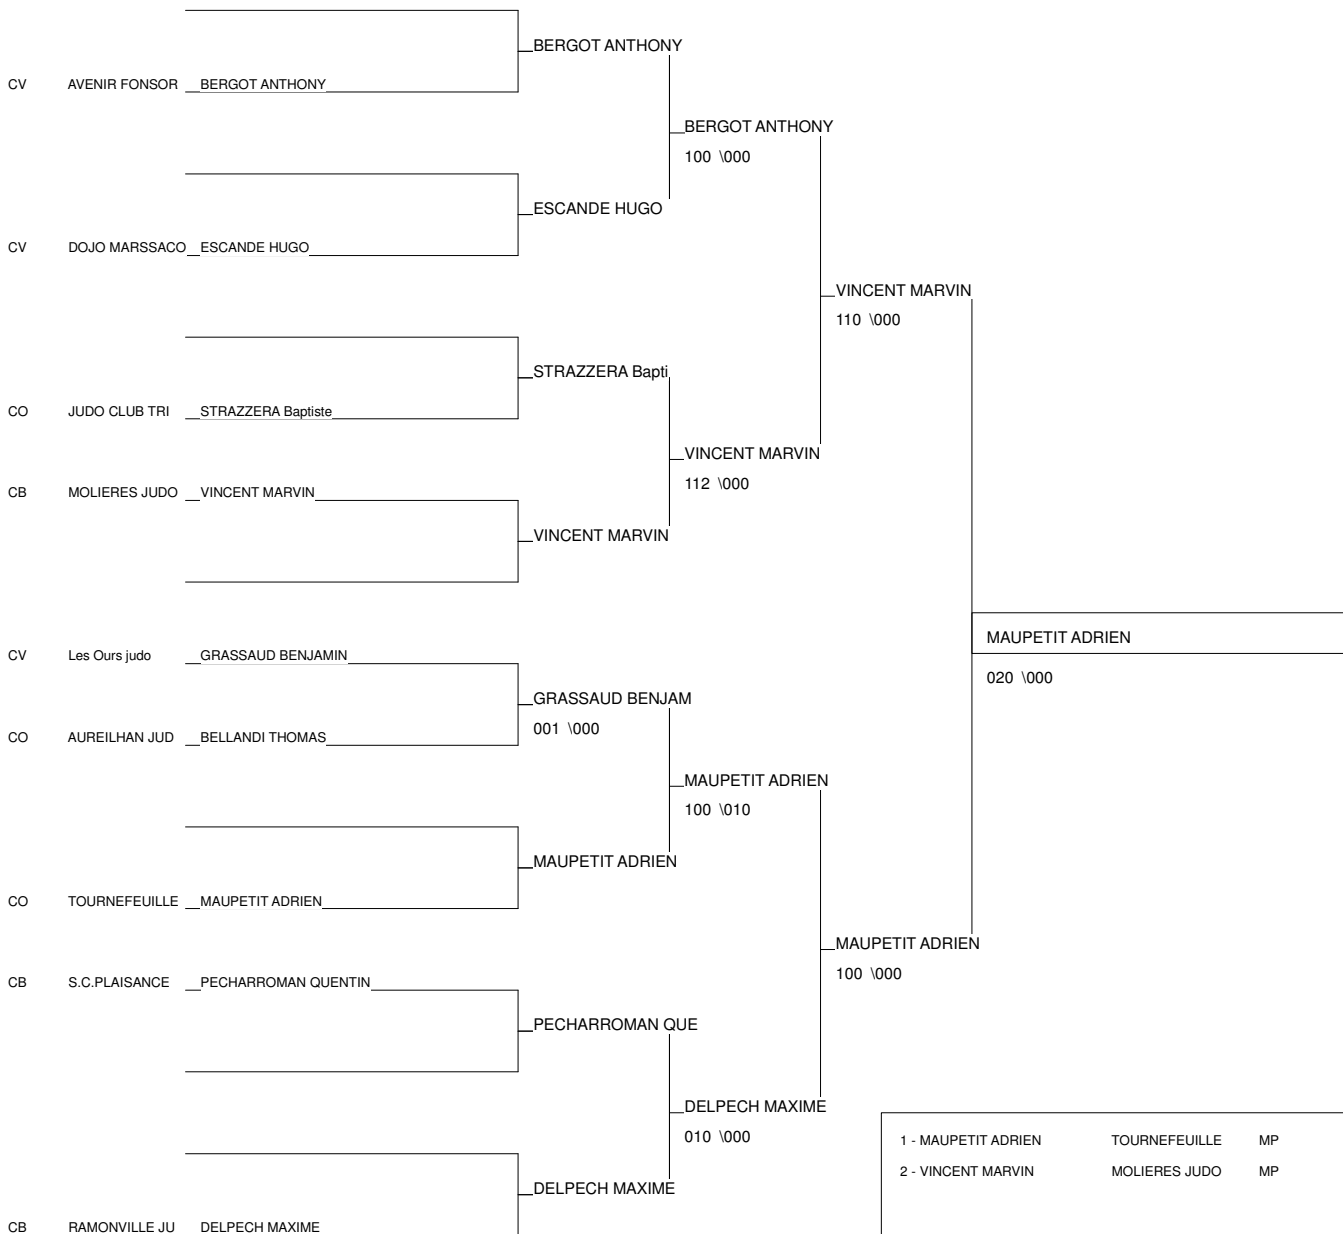 BERGOT ANTHONY
CV AVENIR FONSOR BERGOT ANTHONY
BERGOT ANTHONY
100 \000
ESCANDE HUGO
CV DOJO MARSSACO ESCANDE HUGO
VINCENT MARVIN
110 \000
STRAZZERA Bapti
CO JUDO CLUB TRI STRAZZERA Baptiste
VINCENT MARVIN
112 \000
CB MOLIERES JUDO VINCENT MARVIN
VINCENT MARVIN
MAUPETIT ADRIEN
020 \000
CV Les Ours judo GRASSAUD BENJAMIN
GRASSAUD BENJAM
001 \000
CO AUREILHAN JUD BELLANDI THOMAS
MAUPETIT ADRIEN
100 \010
MAUPETIT ADRIEN
CO TOURNEFEUILLE MAUPETIT ADRIEN
MAUPETIT ADRIEN
100 \000
CB S.C.PLAISANCE PECHARROMAN QUENTIN
PECHARROMAN QUE
DELPECH MAXIME
010 \000
1 - MAUPETIT ADRIEN TOURNEFEUILLE MP
2 - VINCENT MARVIN MOLIERES JUDO MP
DELPECH MAXIME
CB RAMONVILLE JU DELPECH MAXIME